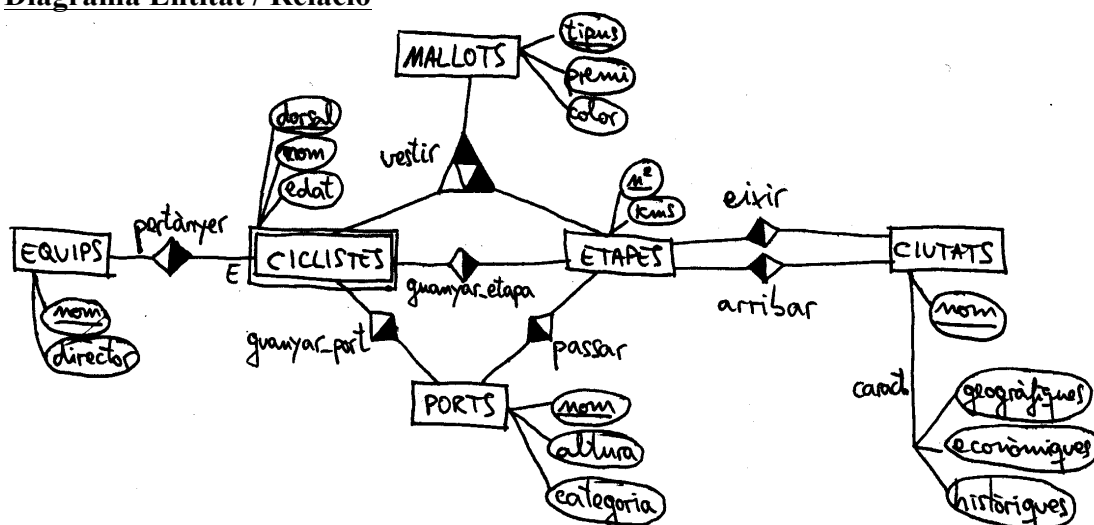 Diagrama Entitat / Relació
MALLOTS
tipus
premi
color
dorsal
nom
edat
vestir
nº
kms
eixir
pertànyer
EQUIPS
E
CICLISTES
ETAPES
CIUTATS
guanyar_etapa
arribar
nom
director
nom
guanyar_port
passar
caract.
PORTS
nom
altura
categoria
geogràfiques
econòmiques
històriques